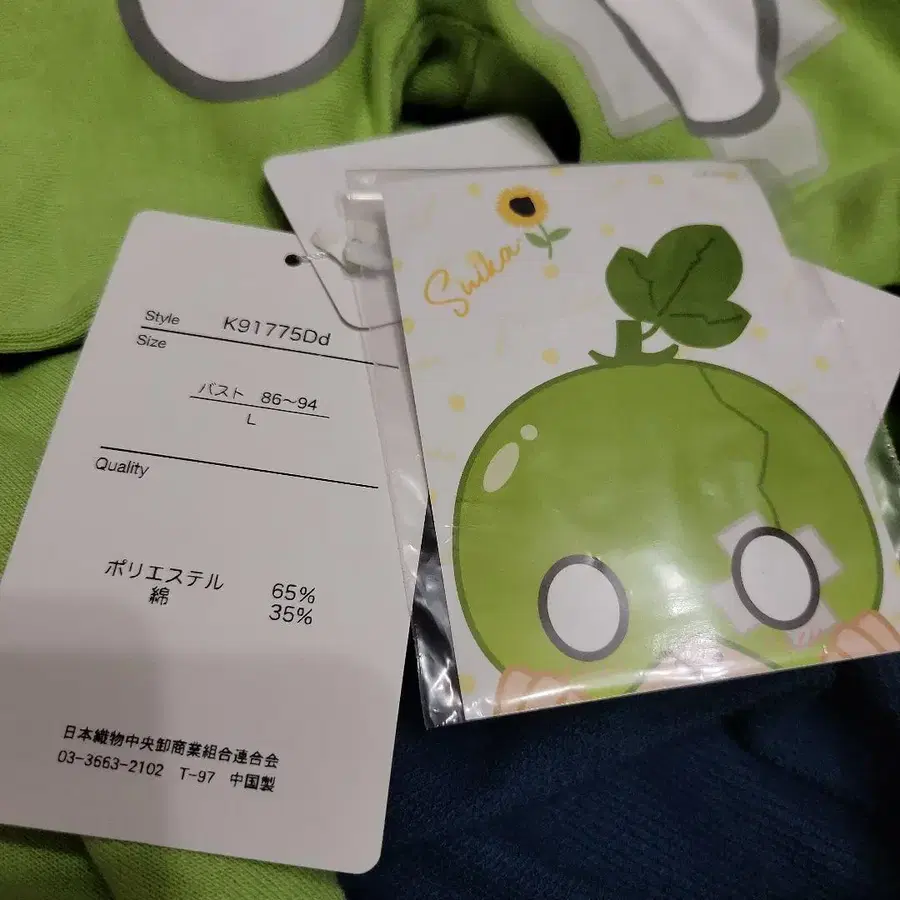 Style K91775Dd
Size
バスト 86〜94
L
Quality
ポリエステル 65%
綿 35%
日本織物中央卸商業組合連合会
03-3663-2102 T-97 中国製
Suika